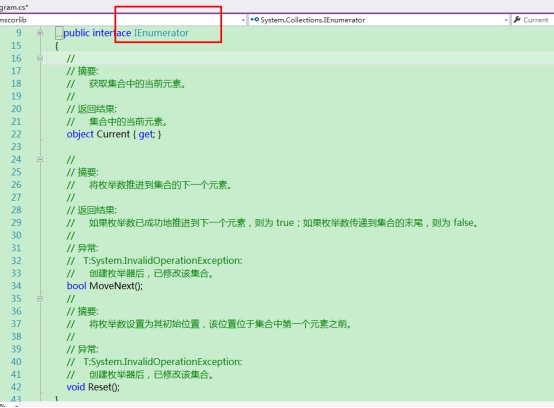 gram.cs*
mscorlib
System.Collections.IEnumerator
Current
9 ...public interface IEnumerator
15 {
16 //
17 // 摘要:
18 // 获取集合中的当前元素。
19 //
20 // 返回结果:
21 // 集合中的当前元素。
22 object Current { get; }
23
24 //
25 // 摘要:
26 // 将枚举数推进到集合的下一个元素。
27 //
28 // 返回结果:
29 // 如果枚举数已成功地推进到下一个元素，则为 true；如果枚举数传递到集合的末尾，则为 false。
30 //
31 // 异常:
32 // T:System.InvalidOperationException:
33 // 创建枚举器后，已修改该集合。
34 bool MoveNext();
35 //
36 // 摘要:
37 // 将枚举数设置为其初始位置，该位置位于集合中第一个元素之前。
38 //
39 // 异常:
40 // T:System.InvalidOperationException:
41 // 创建枚举器后，已修改该集合。
42 void Reset();
43 }
%